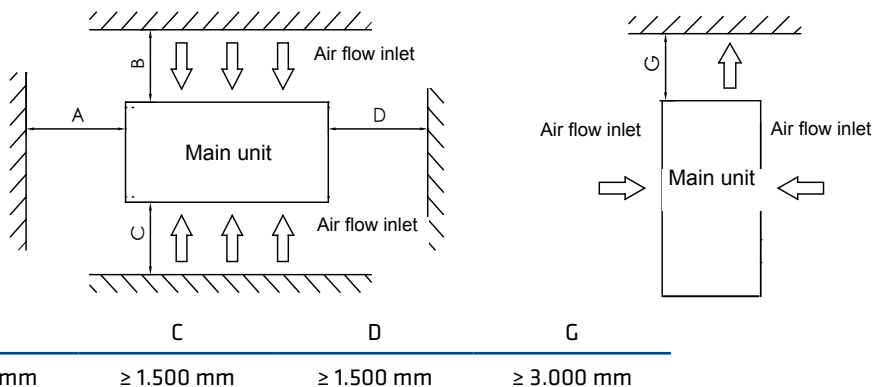 B
Air flow inlet
G
A
D
Air flow inlet
Air flow inlet
Main unit
Main unit
C
Air flow inlet
C D G
mm ≥ 1.500 mm ≥ 1.500 mm ≥ 3.000 mm